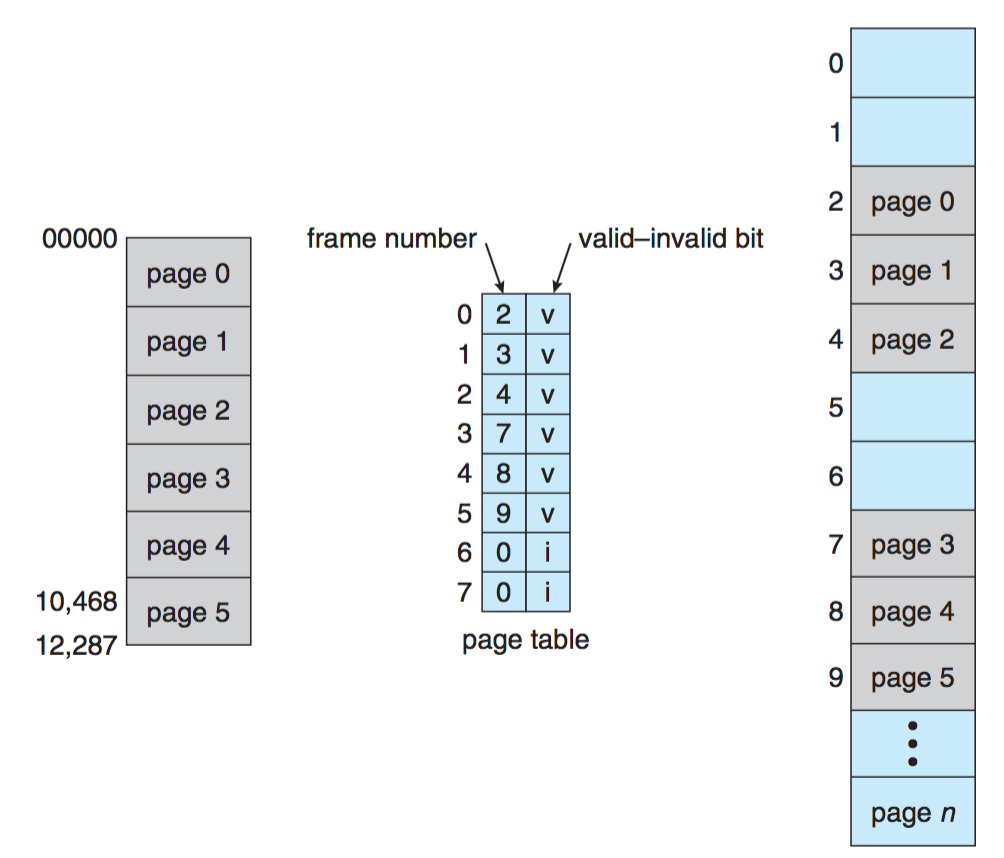 00000
page 0
page 1
page 2
page 3
page 4
10,468
page 5
12,287
frame number
valid–invalid bit
0 2 v
1 3 v
2 4 v
3 7 v
4 8 v
5 9 v
6 0 i
7 0 i
page table
0
1
2 page 0
3 page 1
4 page 2
5
6
7 page 3
8 page 4
9 page 5
page n